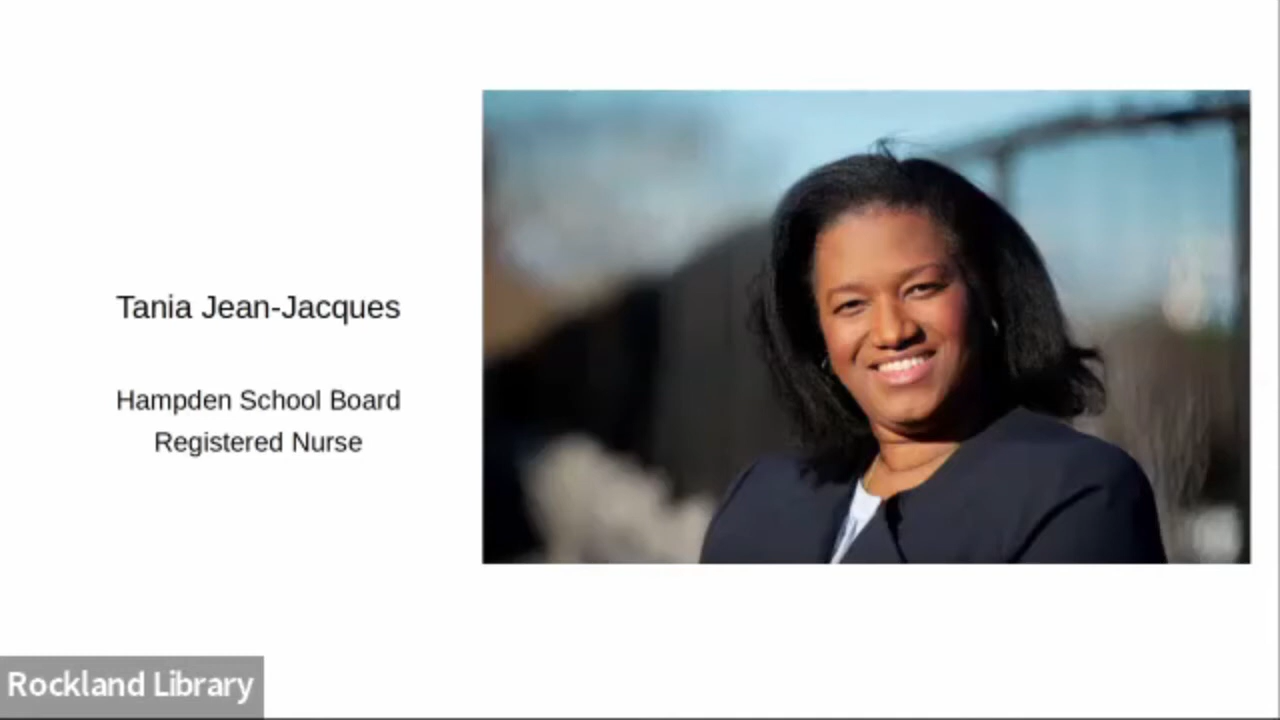 Tania Jean-Jacques
Hampden School Board
Registered Nurse
Rockland Library